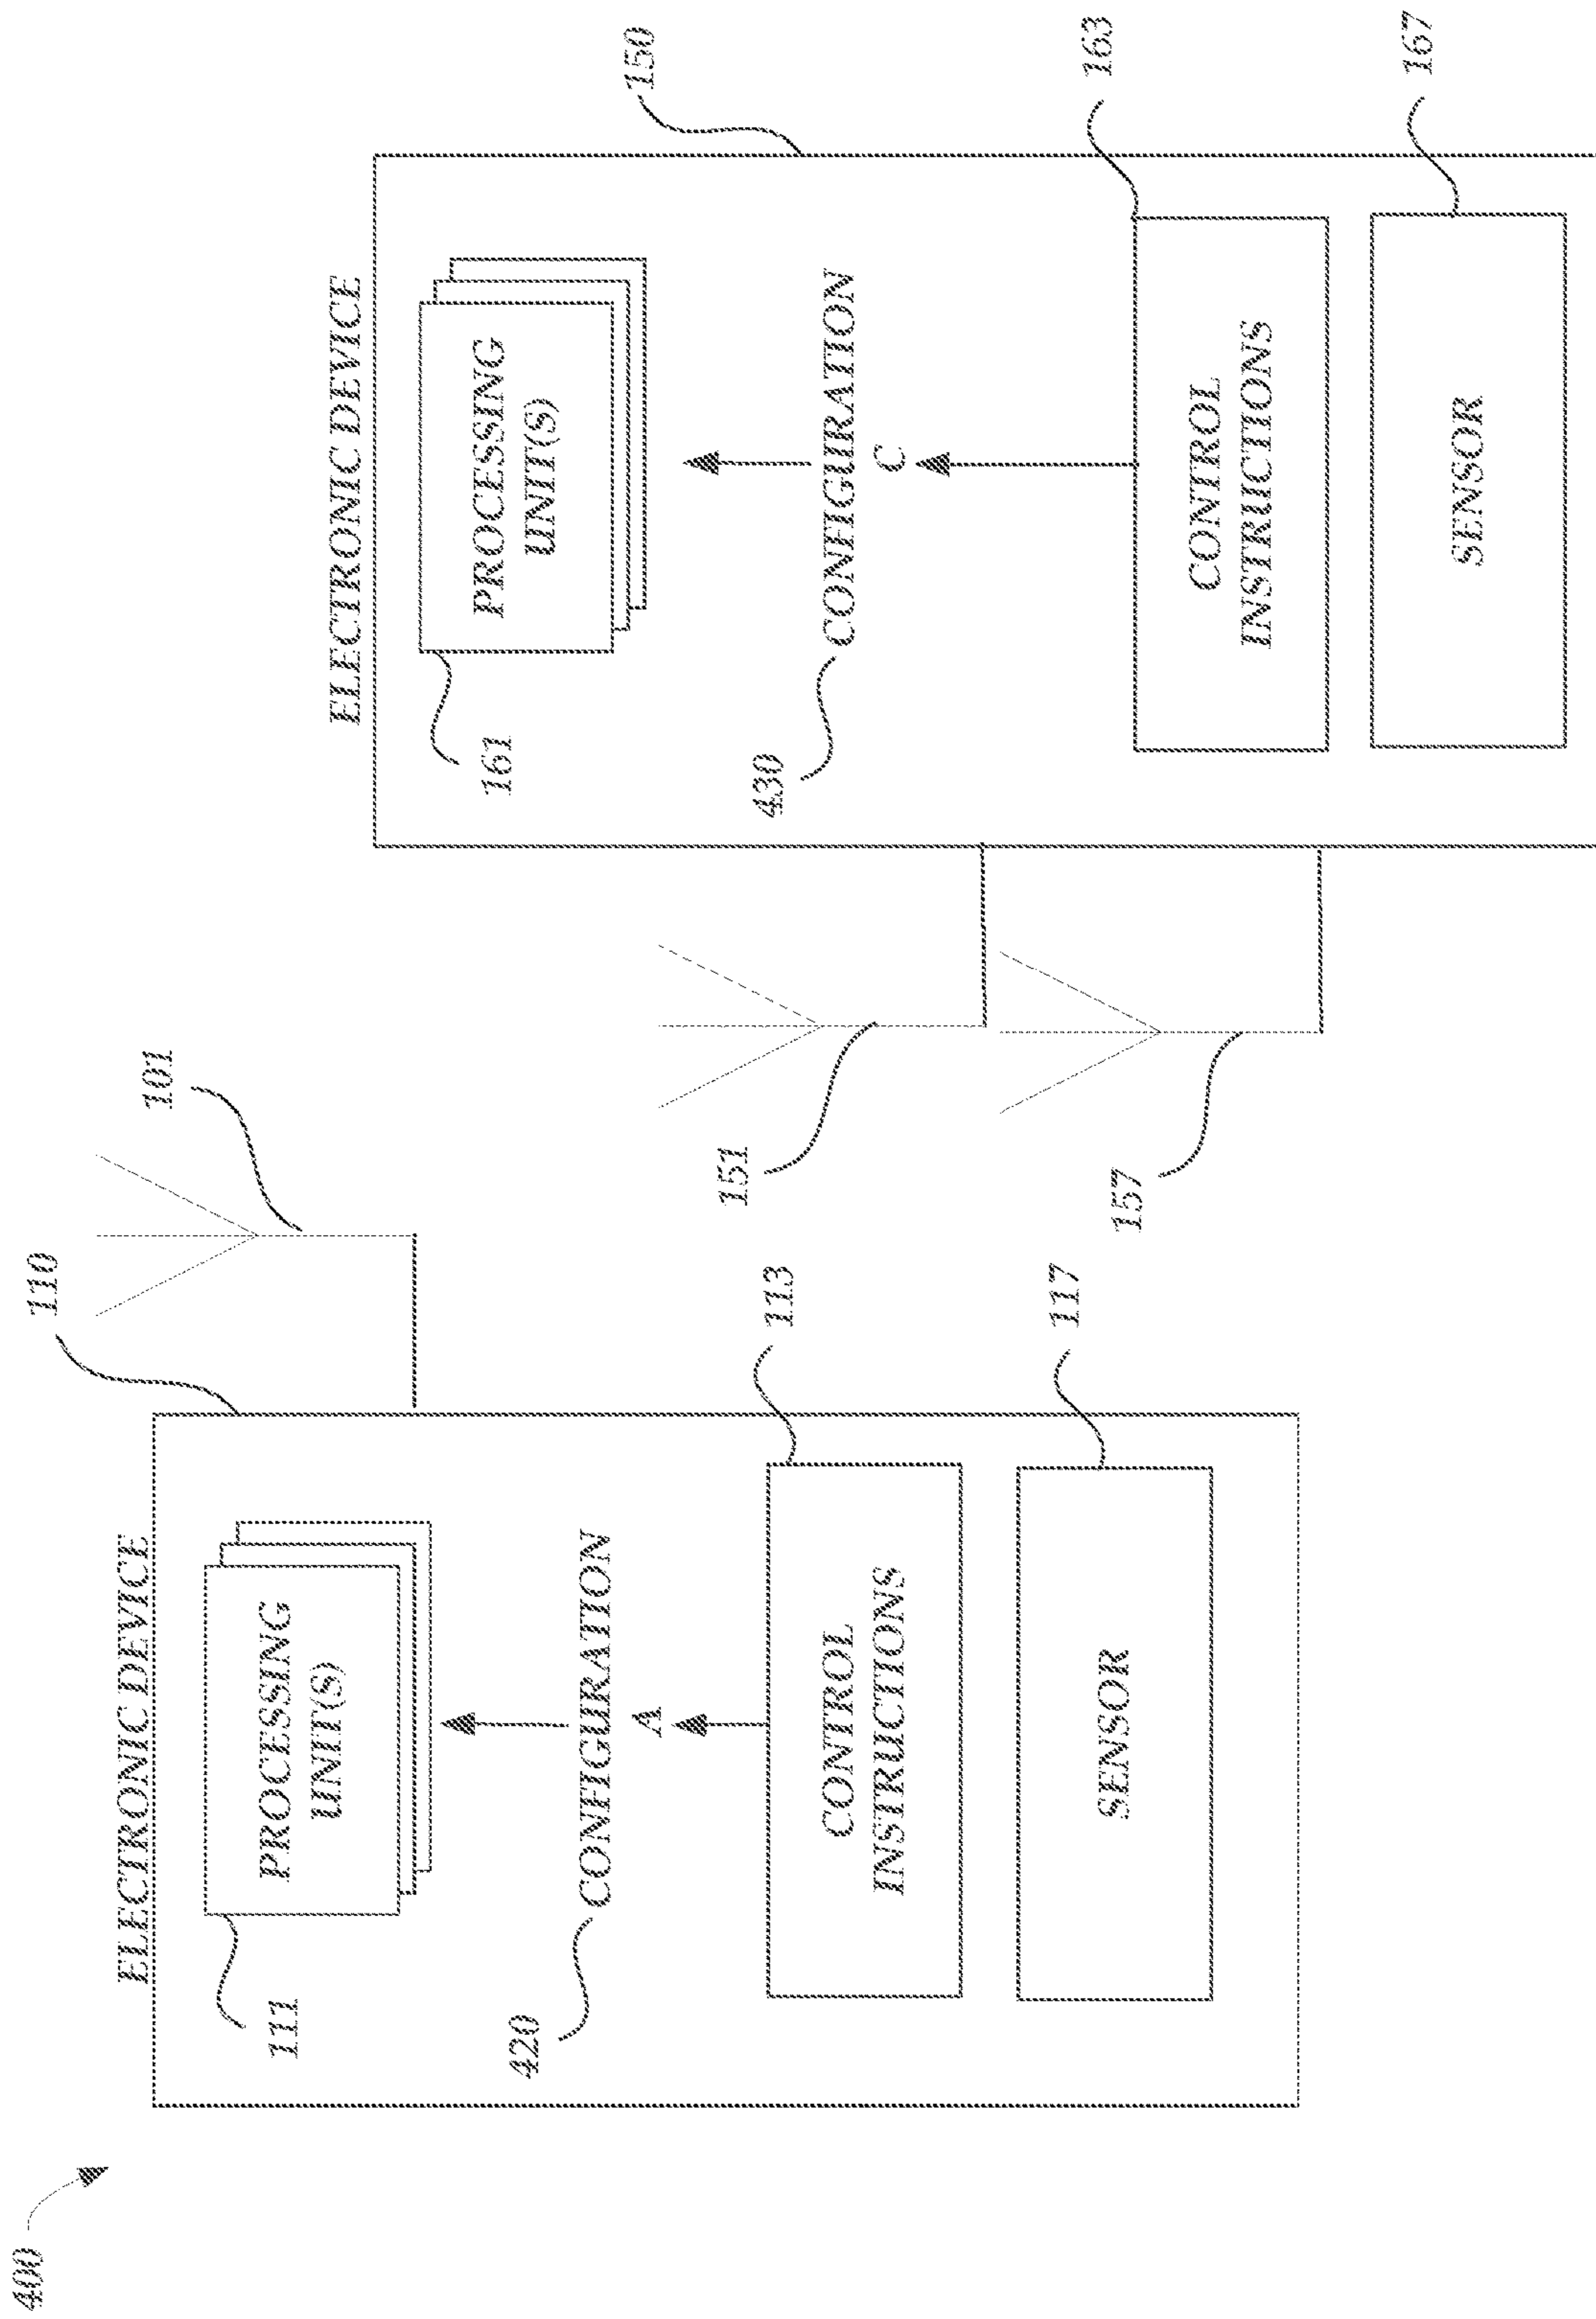 400
ELECTRONIC DEVICE
110
101
111
PROCESSING
UNIT(S)
420
CONFIGURATION
A
113
CONTROL
INSTRUCTIONS
117
SENSOR
ELECTRONIC DEVICE
150
161
PROCESSING
UNIT(S)
430
CONFIGURATION
C
151
163
CONTROL
INSTRUCTIONS
157
167
SENSOR